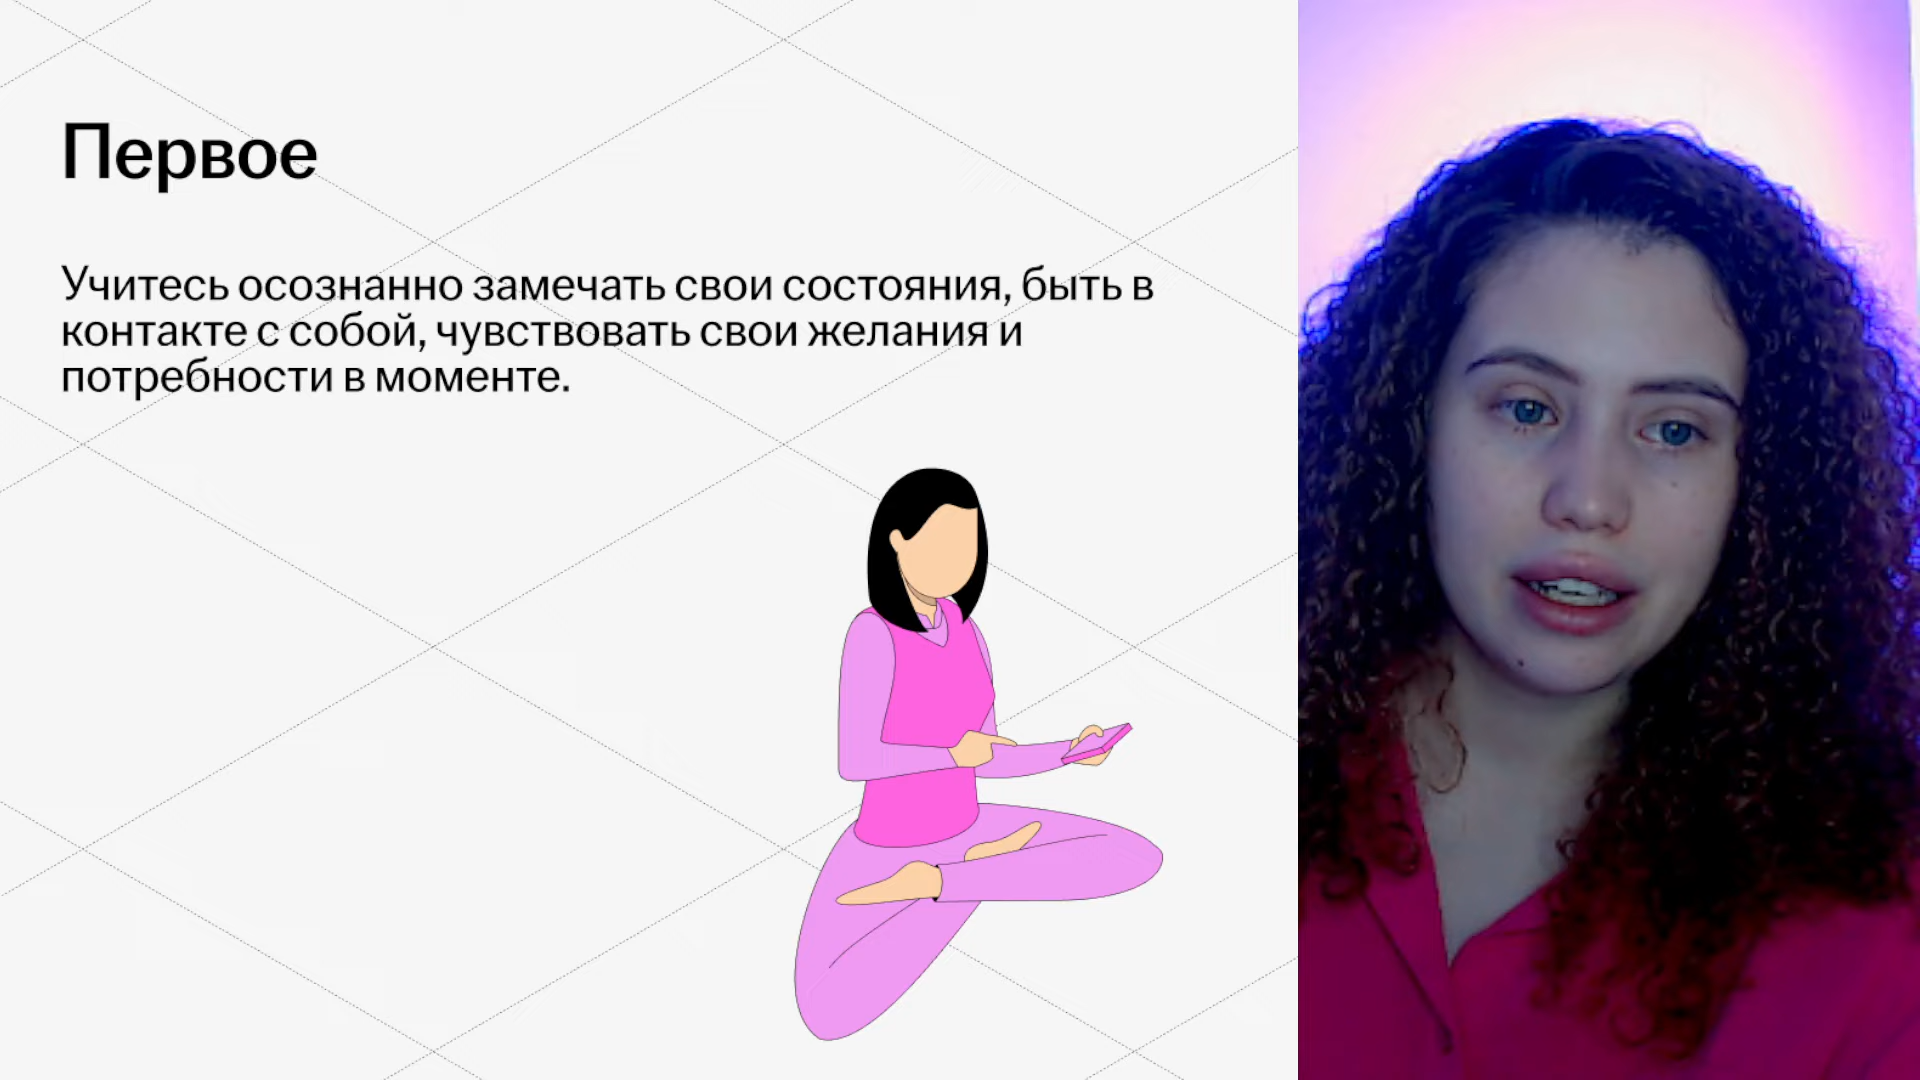 Первое
Учитесь осознанно замечать свои состояния, быть в
контакте с собой, чувствовать свои желания и
потребности в моменте.